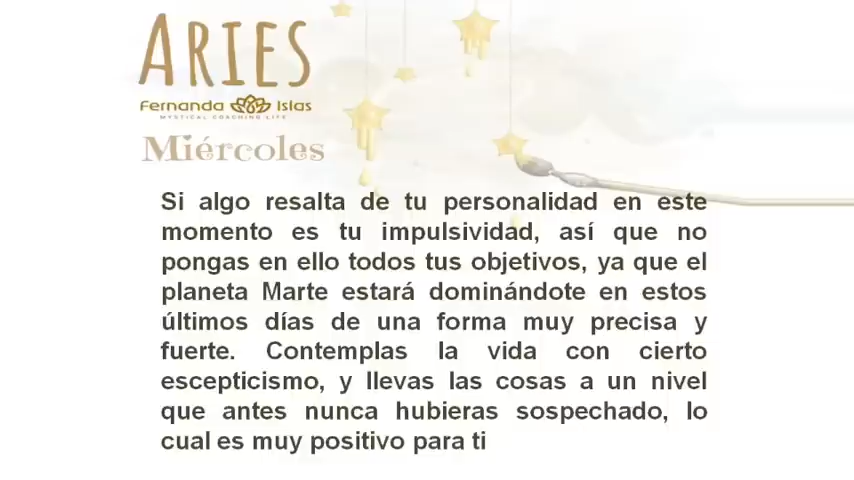 ARIES
Fernanda Islas
MYSTICAL COACHING LIFE
Miércoles
Si algo resalta de tu personalidad en este
momento es tu impulsividad, así que no
pongas en ello todos tus objetivos, ya que el
planeta Marte estará dominándote en estos
últimos días de una forma muy precisa y
fuerte. Contemplas la vida con cierto
escepticismo, y llevas las cosas a un nivel
que antes nunca hubieras sospechado, lo
cual es muy positivo para ti